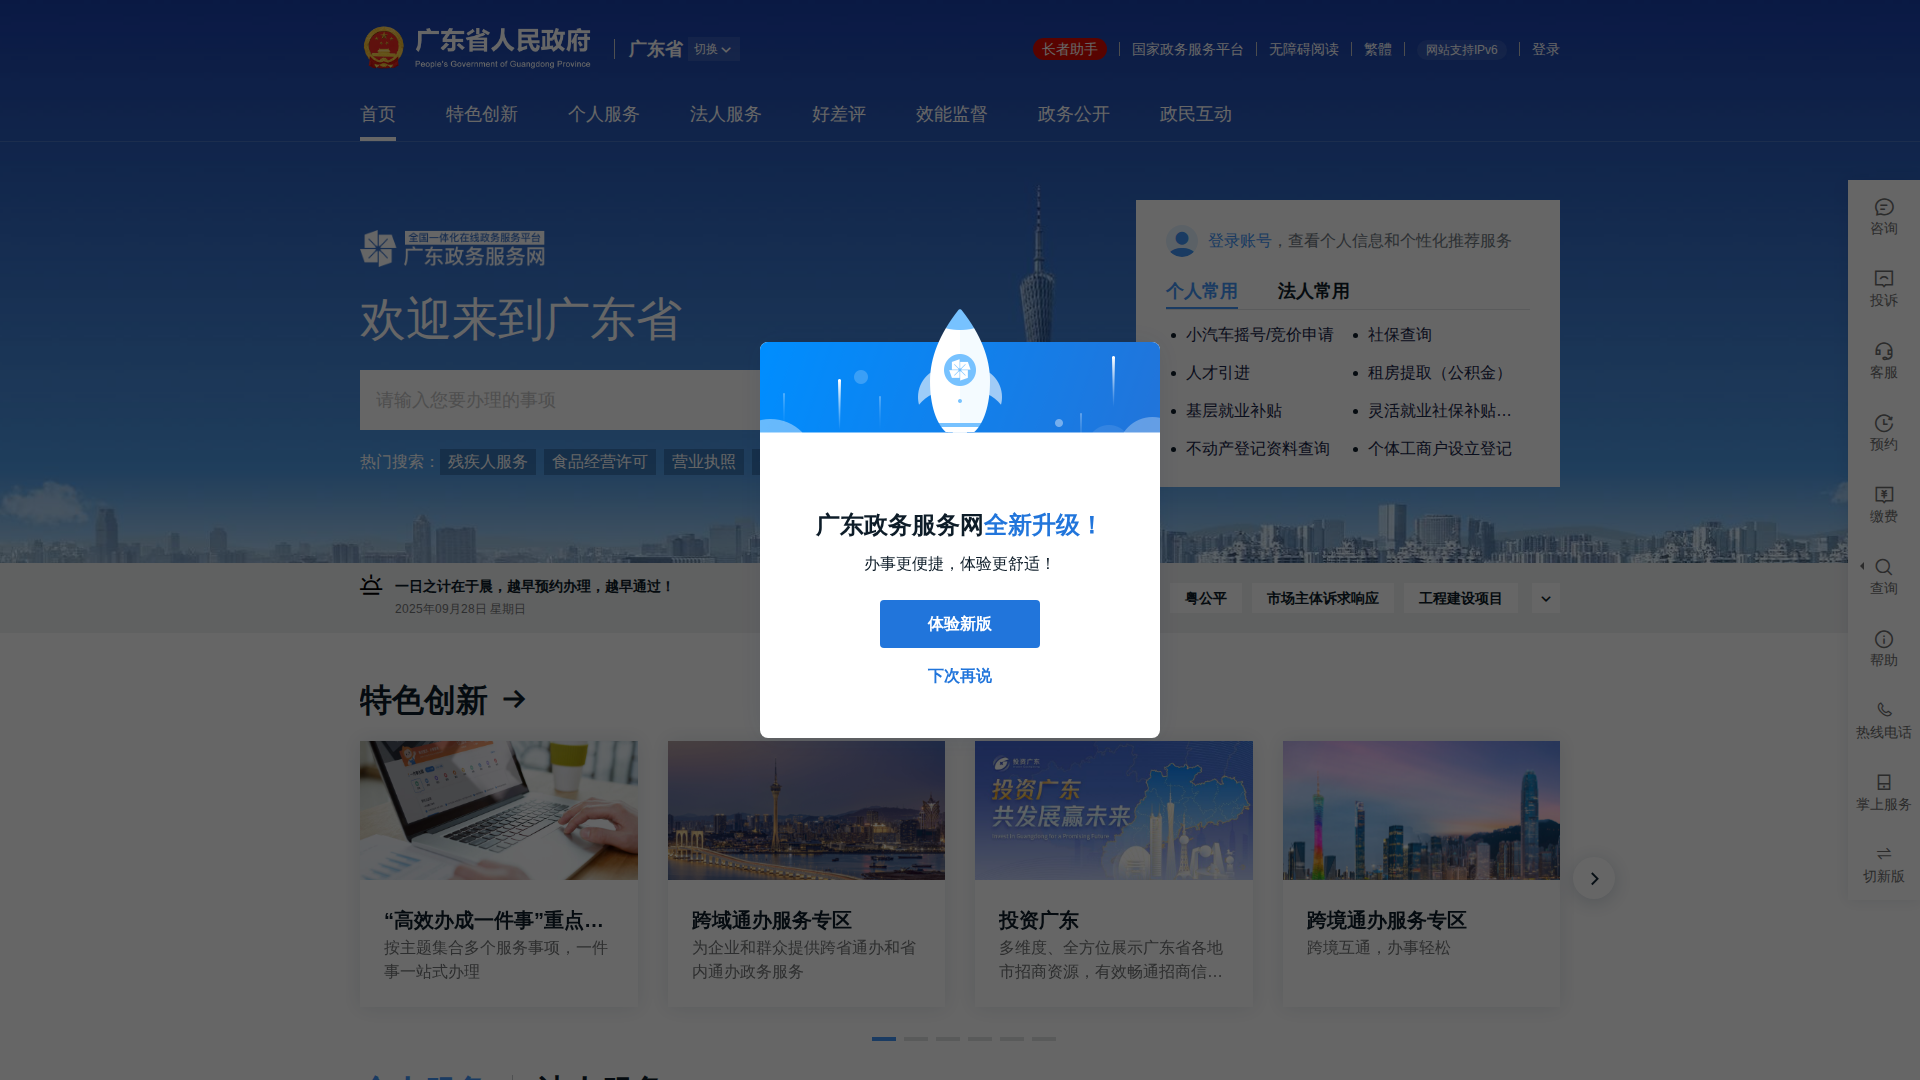 广东省人民政府
People's Government of Guangdong Province
广东省
切换
长者助手
国家政务服务平台
无障碍阅读
繁體
网站支持IPv6
登录
首页
特色创新
个人服务
法人服务
好差评
效能监督
政务公开
政民互动
全国一体化在线政务服务平台
广东政务服务网
欢迎来到广东省
请输入您要办理的事项
热门搜索：
残疾人服务
食品经营许可
营业执照
登录账号，查看个人信息和个性化推荐服务
个人常用
法人常用
小汽车摇号/竞价申请
社保查询
人才引进
租房提取（公积金）
基层就业补贴
灵活就业社保补贴...
不动产登记资料查询
个体工商户设立登记
广东政务服务网全新升级！
办事更便捷，体验更舒适！
体验新版
下次再说
一日之计在于晨，越早预约办理，越早通过！
2025年09月28日 星期日
粤公平
市场主体诉求响应
工程建设项目
特色创新
“高效办成一件事”重点...
按主题集合多个服务事项，一件
事一站式办理
跨域通办服务专区
为企业和群众提供跨省通办和省
内通办政务服务
投资广东
投资广东
共发展赢未来
投资广东
多维度、全方位展示广东省各地
市招商资源，有效畅通招商信...
跨境通办服务专区
跨境互通，办事轻松
咨询
投诉
客服
预约
缴费
查询
帮助
热线电话
掌上服务
切新版